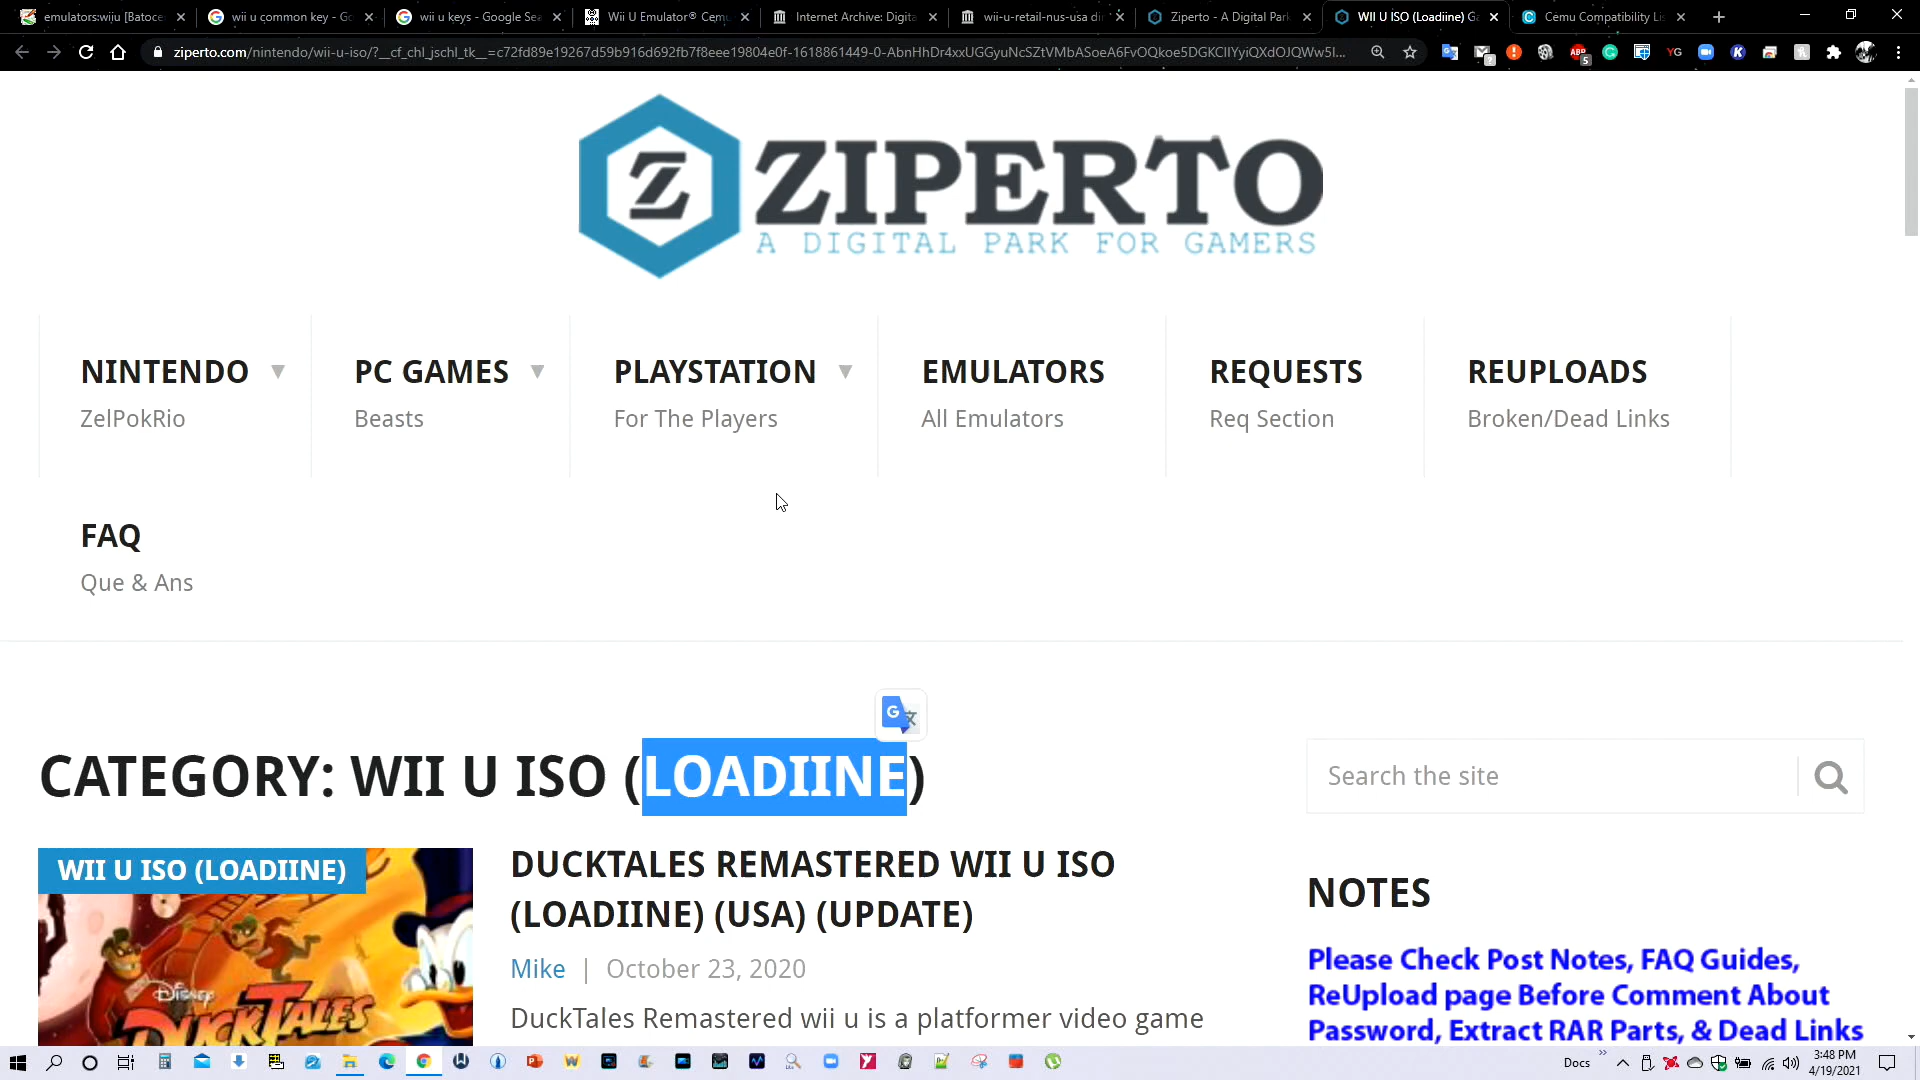 emulators:wiiu [Batoce
wii u common key - Go
wii u keys - Google Sea
Wii U Emulator® Cemu
Internet Archive: Digita
wii-u-retail-nus-usa di
Ziperto - A Digital Park
WII U ISO (Loadiine) Ga
Cemu Compatibility Lis
ziperto.com/nintendo/wii-u-iso/?__cf_chl_jschl_tk__=
ZIPERTO
A DIGITAL PARK FOR GAMERS
NINTENDO
ZelPokRio
PC GAMES
Beasts
PLAYSTATION
For The Players
EMULATORS
All Emulators
REQUESTS
Req Section
REUPLOADS
Broken/Dead Links
FAQ
Que & Ans
CATEGORY: WII U ISO (LOADIINE)
Search the site
WII U ISO (LOADIINE)
Disney
DUCKTALES
DUCKTALES REMASTERED WII U ISO
(LOADIINE) (USA) (UPDATE)
Mike | October 23, 2020
DuckTales Remastered wii u is a platformer video game
NOTES
Please Check Post Notes, FAQ Guides,
ReUpload page Before Comment About
Password, Extract RAR Parts, & Dead Links
Docs
3:48 PM
4/19/2021